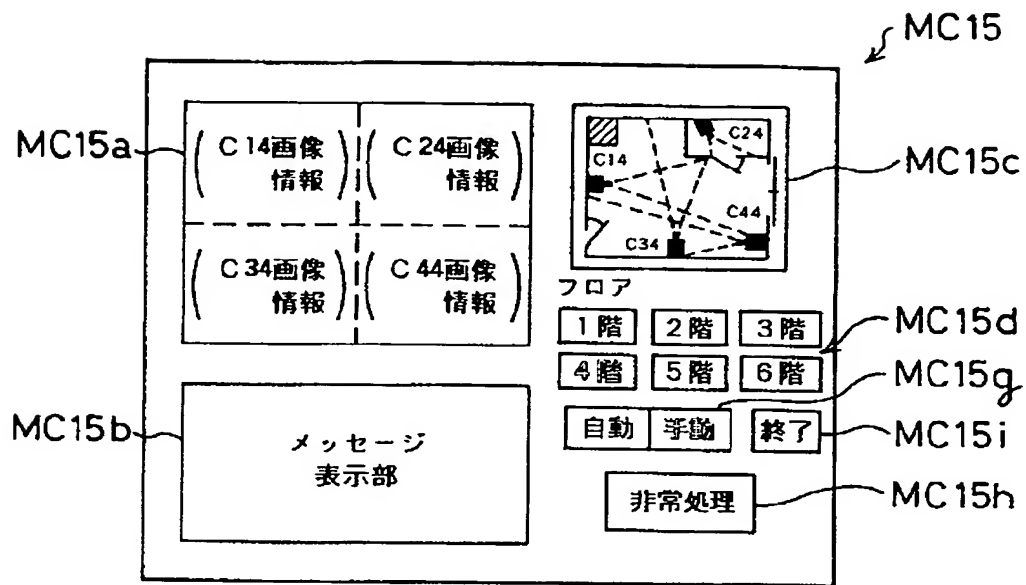 MC15
MC15a
C14画像
情報
C24画像
情報
C34画像
情報
C44画像
情報
C14
C24
C34
C44
MC15c
フロア
1階
2階
3階
MC15d
4階
5階
6階
MC15g
自動
手動
終了
MC15i
MC15b
メッセージ
表示部
非常処理
MC15h